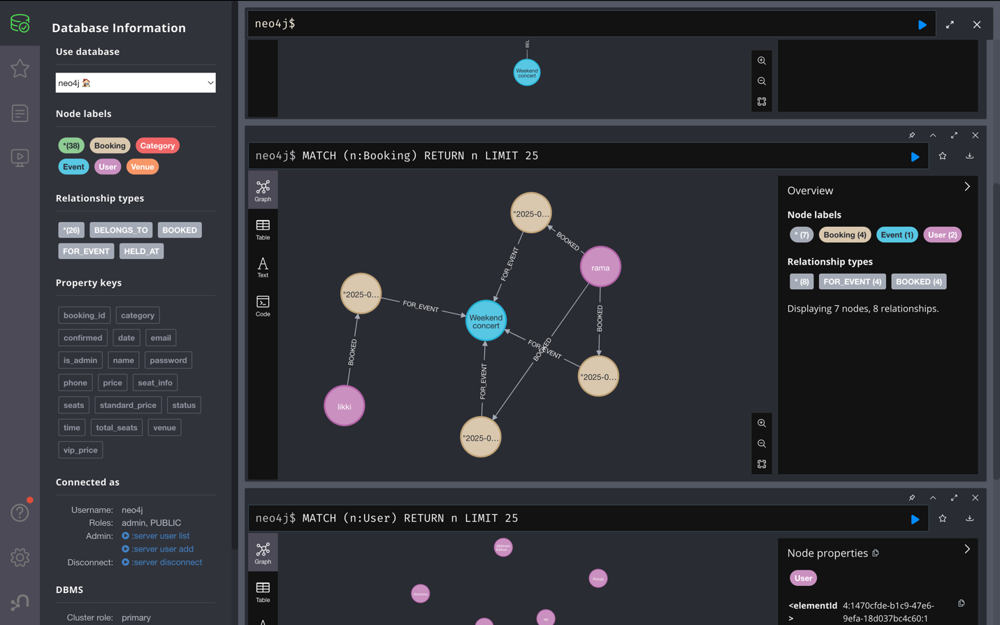 Database Information
Use database
neo4j 🏠
Node labels
*(38) Booking Category
Event User Venue
Relationship types
*(26) BELONGS_TO BOOKED
FOR_EVENT HELD_AT
Property keys
booking_id category
confirmed date email
is_admin name password
phone price seat_info
seats standard_price status
time total_seats venue
vip_price
Connected as
Username: neo4j
Roles: admin, PUBLIC
Admin: :server user list
:server user add
Disconnect: :server disconnect
DBMS
Cluster role: primary
neo4j$
BEL
Weekend
concert
neo4j$ MATCH (n:Booking) RETURN n LIMIT 25
Graph
Table
Text
Code
"2025-0...
BOOKED
FOR_EVENT
rama
"2025-0...
FOR_EVENT
Weekend
concert
BOOKED
BOOKED
FOR_EVENT
BOOKED
FOR_EVENT
"2025-0...
likki
"2025-0...
Overview
Node labels
* (7) Booking (4) Event (1) User (2)
Relationship types
* (8) FOR_EVENT (4) BOOKED (4)
Displaying 7 nodes, 8 relationships.
neo4j$ MATCH (n:User) RETURN n LIMIT 25
Graph
Table
Node properties
User
<elementId 4:1470cfde-b1c9-47e6-
> 9efa-18d037bc4c60:1